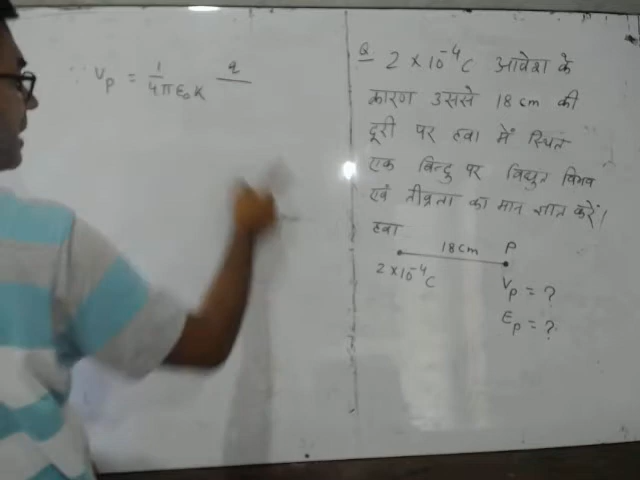 ∴ Vp = 1/4πε₀K q
Q 2 × 10⁻⁴C आवेश के
कारण उससे 18 cm की
दूरी पर हवा में स्थित
एक बिन्दु पर विद्युत विभव
एवं तीव्रता का मान ज्ञात करें।
हवा
18cm P
2×10⁻⁴C
Vp = ?
Ep = ?